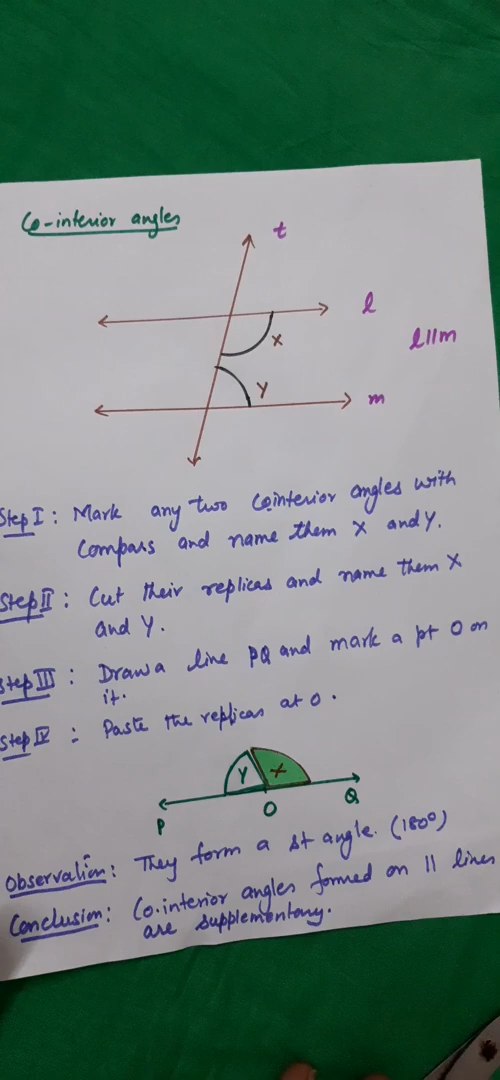 Co-interior angles
t
l
X
l || m
Y
m
Step I : Mark any two Cointerior angles with
Compass and name them X and Y.
Step II : Cut their replicas and name them X
and Y.
Step III : Draw a line PQ and mark a pt O on
it.
Step IV : Paste the replicas at O.
Y X
P O Q
Observation : They form a st angle. (180°)
Conclusion : Co.interior angles formed on || lines
are supplementary.